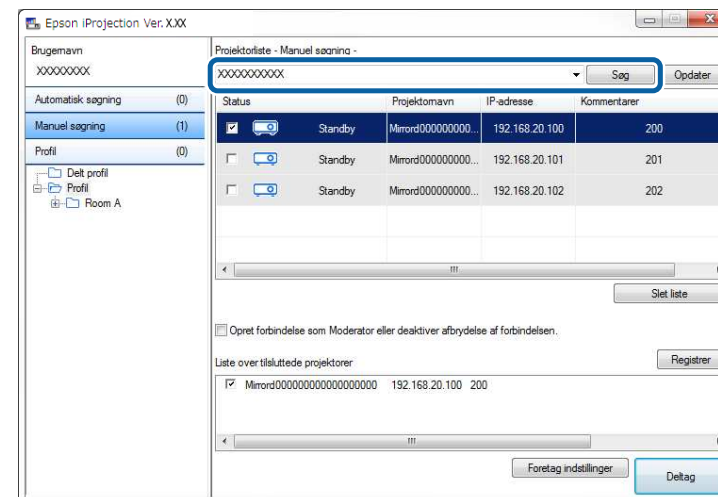 Epson iProjection Ver. X.XX
Brugernavn
XXXXXXXX
Automatisk søgning (0)
Manuel søgning (1)
Profil (0)
Delt profil
Profil
Room A
Projektorliste - Manuel søgning -
XXXXXXXXXX Søg Opdater
Status Projektornavn IP-adresse Kommentarer
Standby Mirrord000000000... 192.168.20.100 200
Standby Mirrord000000000... 192.168.20.101 201
Standby Mirrord000000000... 192.168.20.102 202
Slet liste
Opret forbindelse som Moderator eller deaktiver afbrydelse af forbindelsen.
Liste over tilsluttede projektorer Registrer
Mirrord000000000000000000 192.168.20.100 200
Foretag indstillinger Deltag